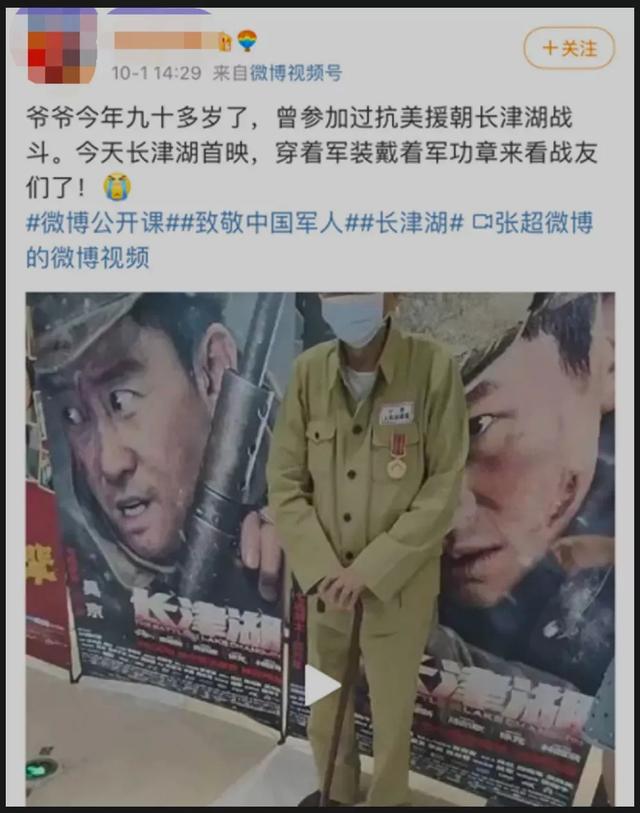 +关注
10-1 14:29 来自微博视频号
爷爷今年九十多岁了，曾参加过抗美援朝长津湖战
斗。今天长津湖首映，穿着军装戴着军功章来看战友
们了！
#微博公开课##致敬中国军人##长津湖# 张超微博
的微博视频
吴京
长津湖
长津湖